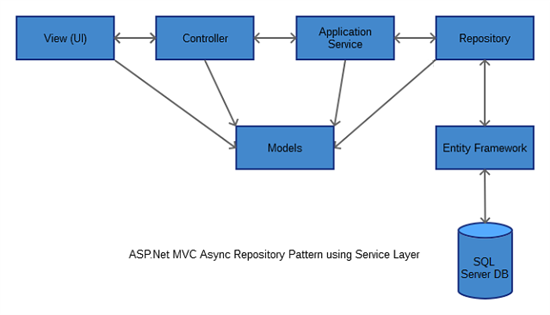 View (UI)
Controller
Application
Service
Repository
Models
Entity Framework
ASP.Net MVC Async Repository Pattern using Service Layer
SQL
Server DB